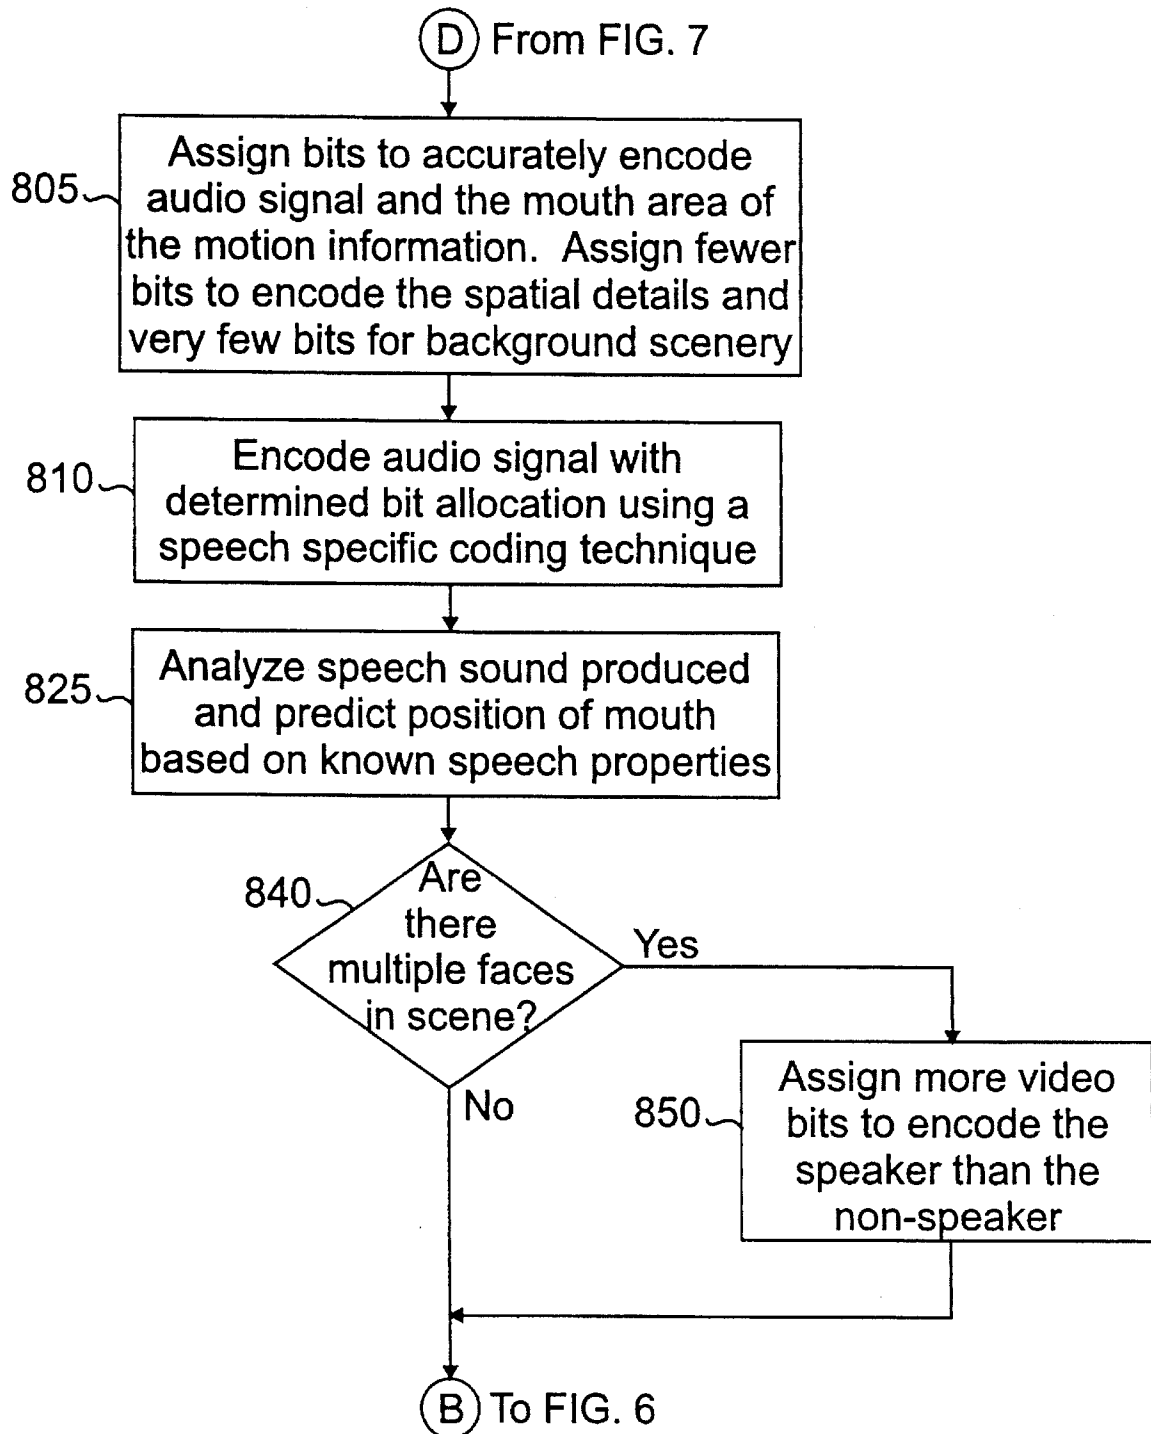 D From FIG. 7
805
Assign bits to accurately encode
audio signal and the mouth area of
the motion information. Assign fewer
bits to encode the spatial details and
very few bits for background scenery
810
Encode audio signal with
determined bit allocation using a
speech specific coding technique
825
Analyze speech sound produced
and predict position of mouth
based on known speech properties
840
Are
there
multiple faces
in scene?
Yes
No
850
Assign more video
bits to encode the
speaker than the
non-speaker
B To FIG. 6